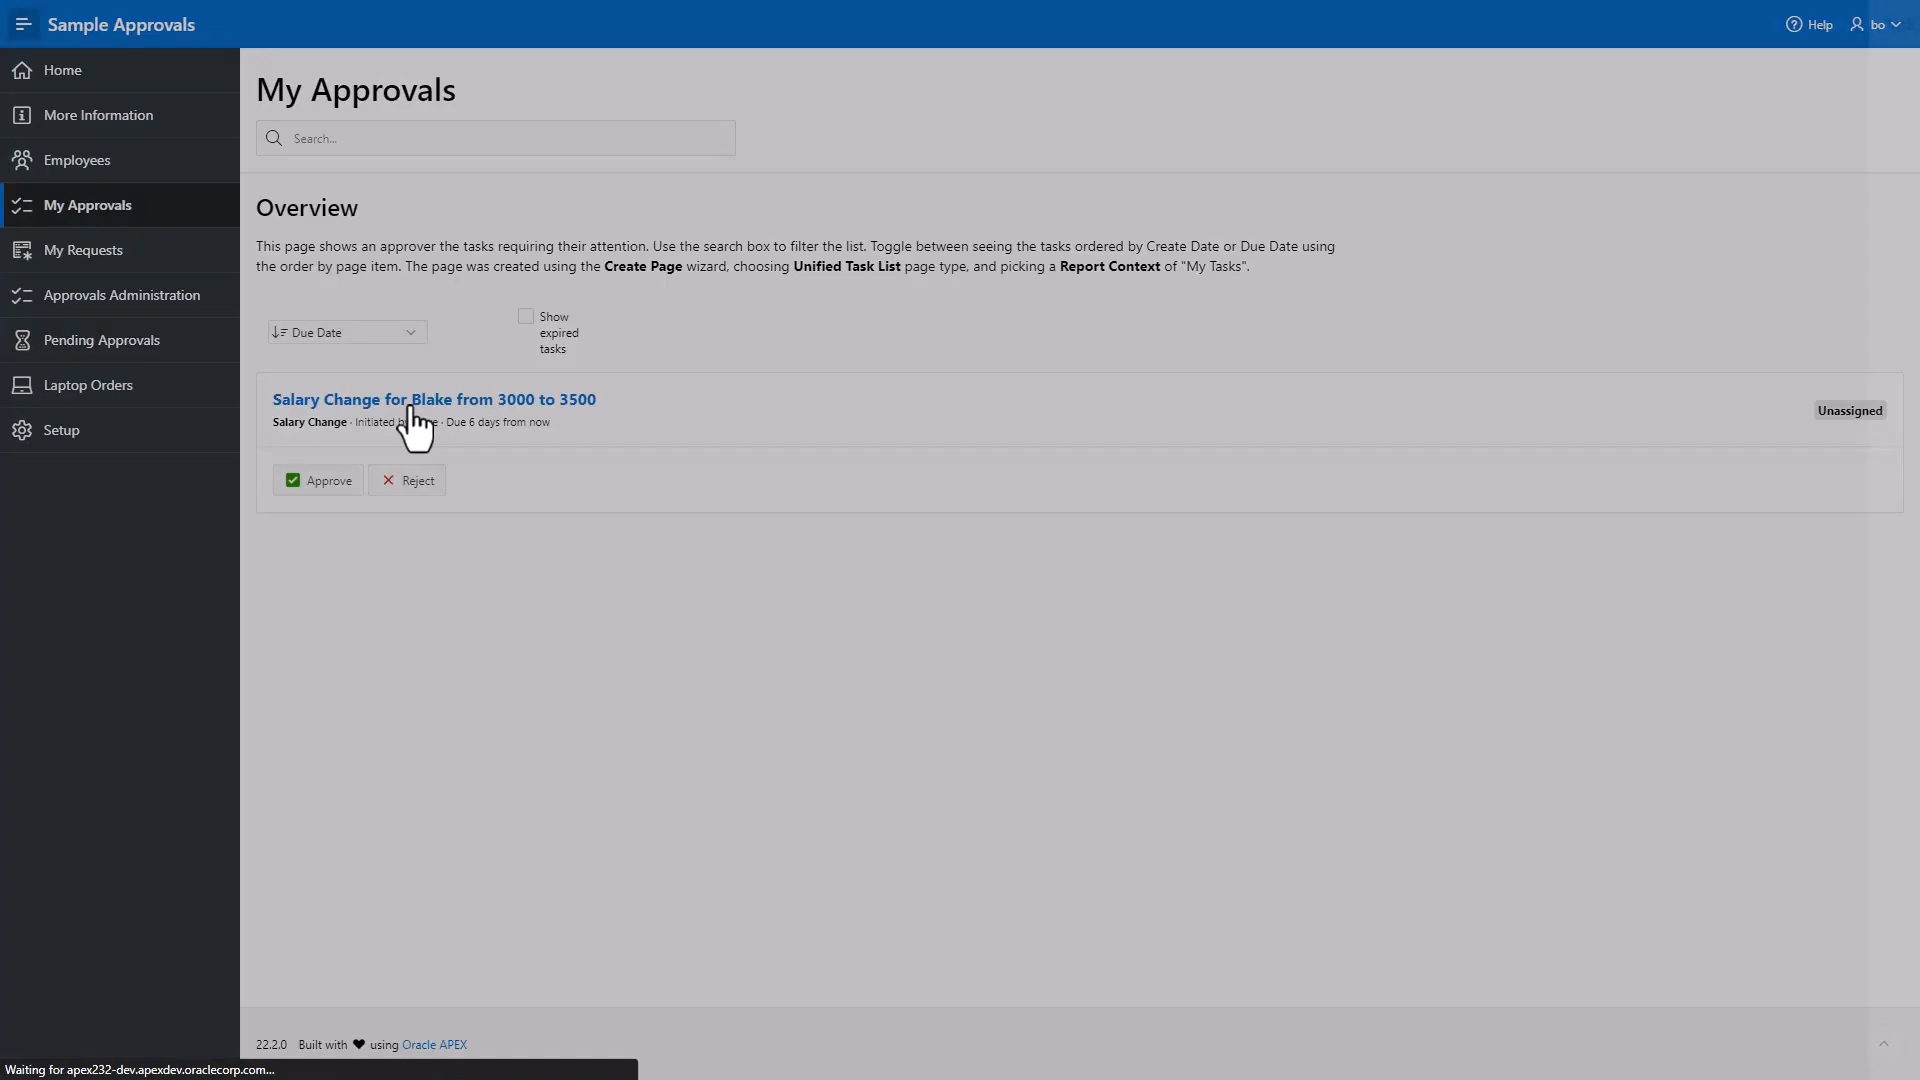 Sample Approvals
Help
bo
Home
More Information
Employees
My Approvals
My Requests
Approvals Administration
Pending Approvals
Laptop Orders
Setup
My Approvals
Search...
Overview
This page shows an approver the tasks requiring their attention. Use the search box to filter the list. Toggle between seeing the tasks ordered by Create Date or Due Date using
the order by page item. The page was created using the Create Page wizard, choosing Unified Task List page type, and picking a Report Context of "My Tasks".
Due Date
Show
expired
tasks
Salary Change for Blake from 3000 to 3500
Salary Change · Initiated · Due 6 days from now
Unassigned
Approve
Reject
22.2.0 Built with ♥ using Oracle APEX
Waiting for apex232-dev.apexdev.oraclecorp.com...